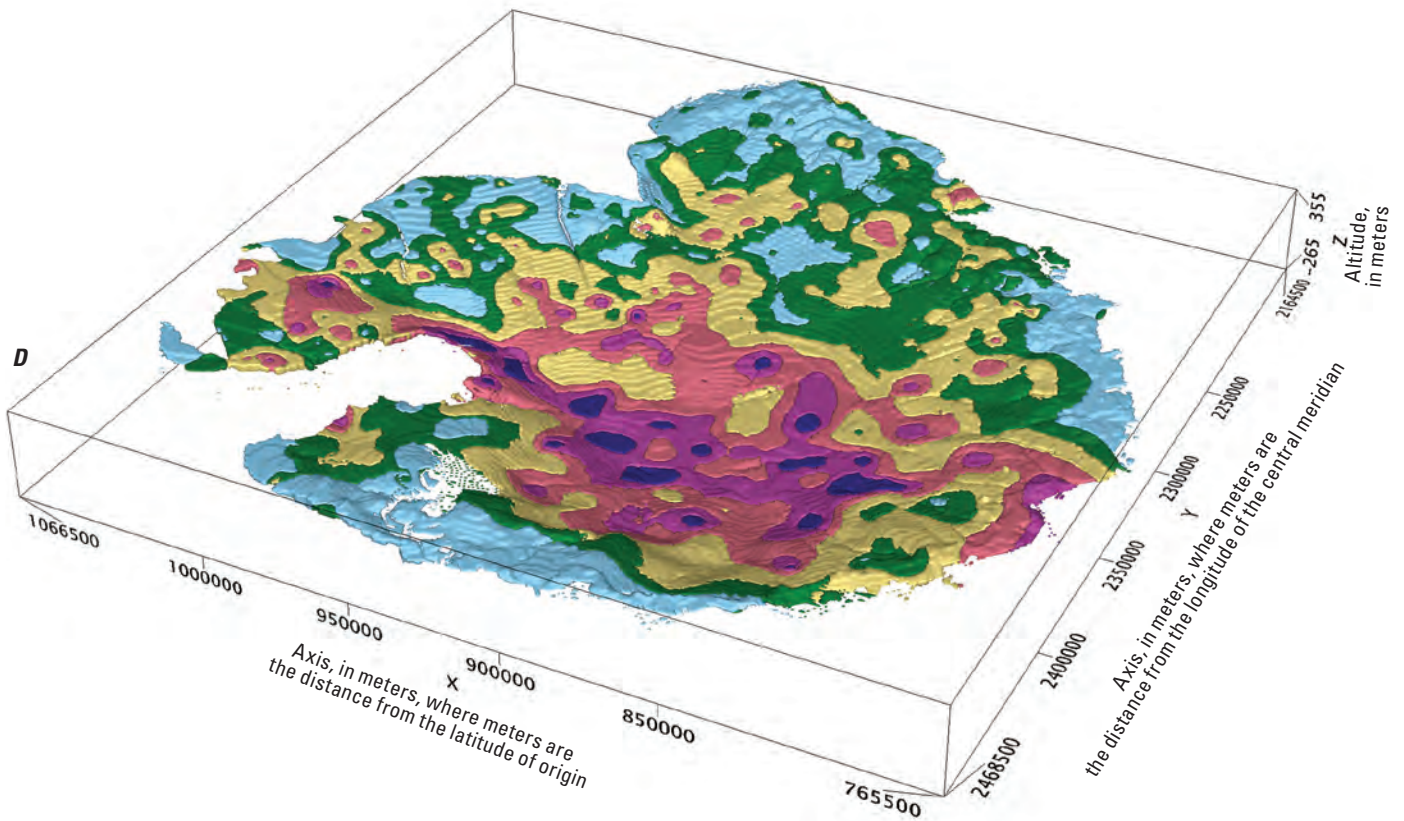 D
355
Z
-265
Altitude,
in meters
2164500
2250000
2300000
Y
2350000
2400000
2468500
Axis, in meters, where meters are
the distance from the longitude of the central meridian
1066500
1000000
950000
X
900000
850000
765500
Axis, in meters, where meters are
the distance from the latitude of origin